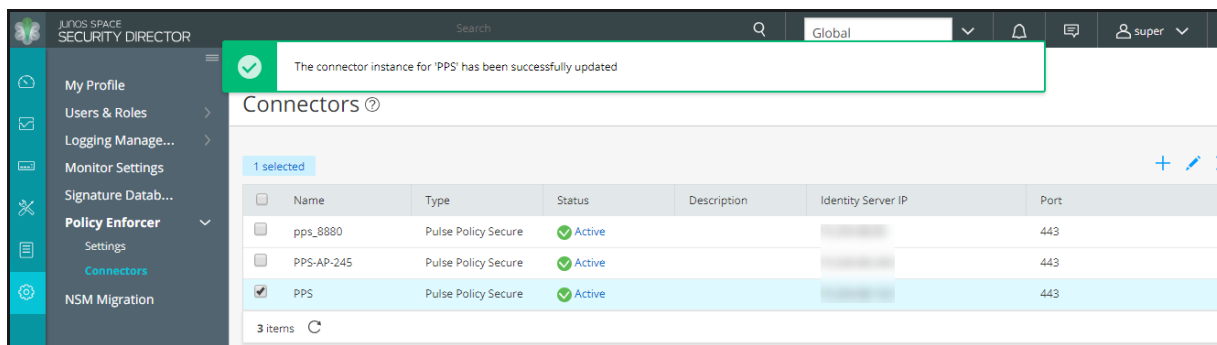 JUNOS SPACE
SECURITY DIRECTOR
Search
Global
super
The connector instance for 'PPS' has been successfully updated
My Profile
Users & Roles
Logging Manage...
Monitor Settings
Signature Datab...
Policy Enforcer
Settings
Connectors
NSM Migration
Connectors
1 selected
Name Type Status Description Identity Server IP Port
pps_8880 Pulse Policy Secure Active 443
PPS-AP-245 Pulse Policy Secure Active 443
PPS Pulse Policy Secure Active 443
3 items